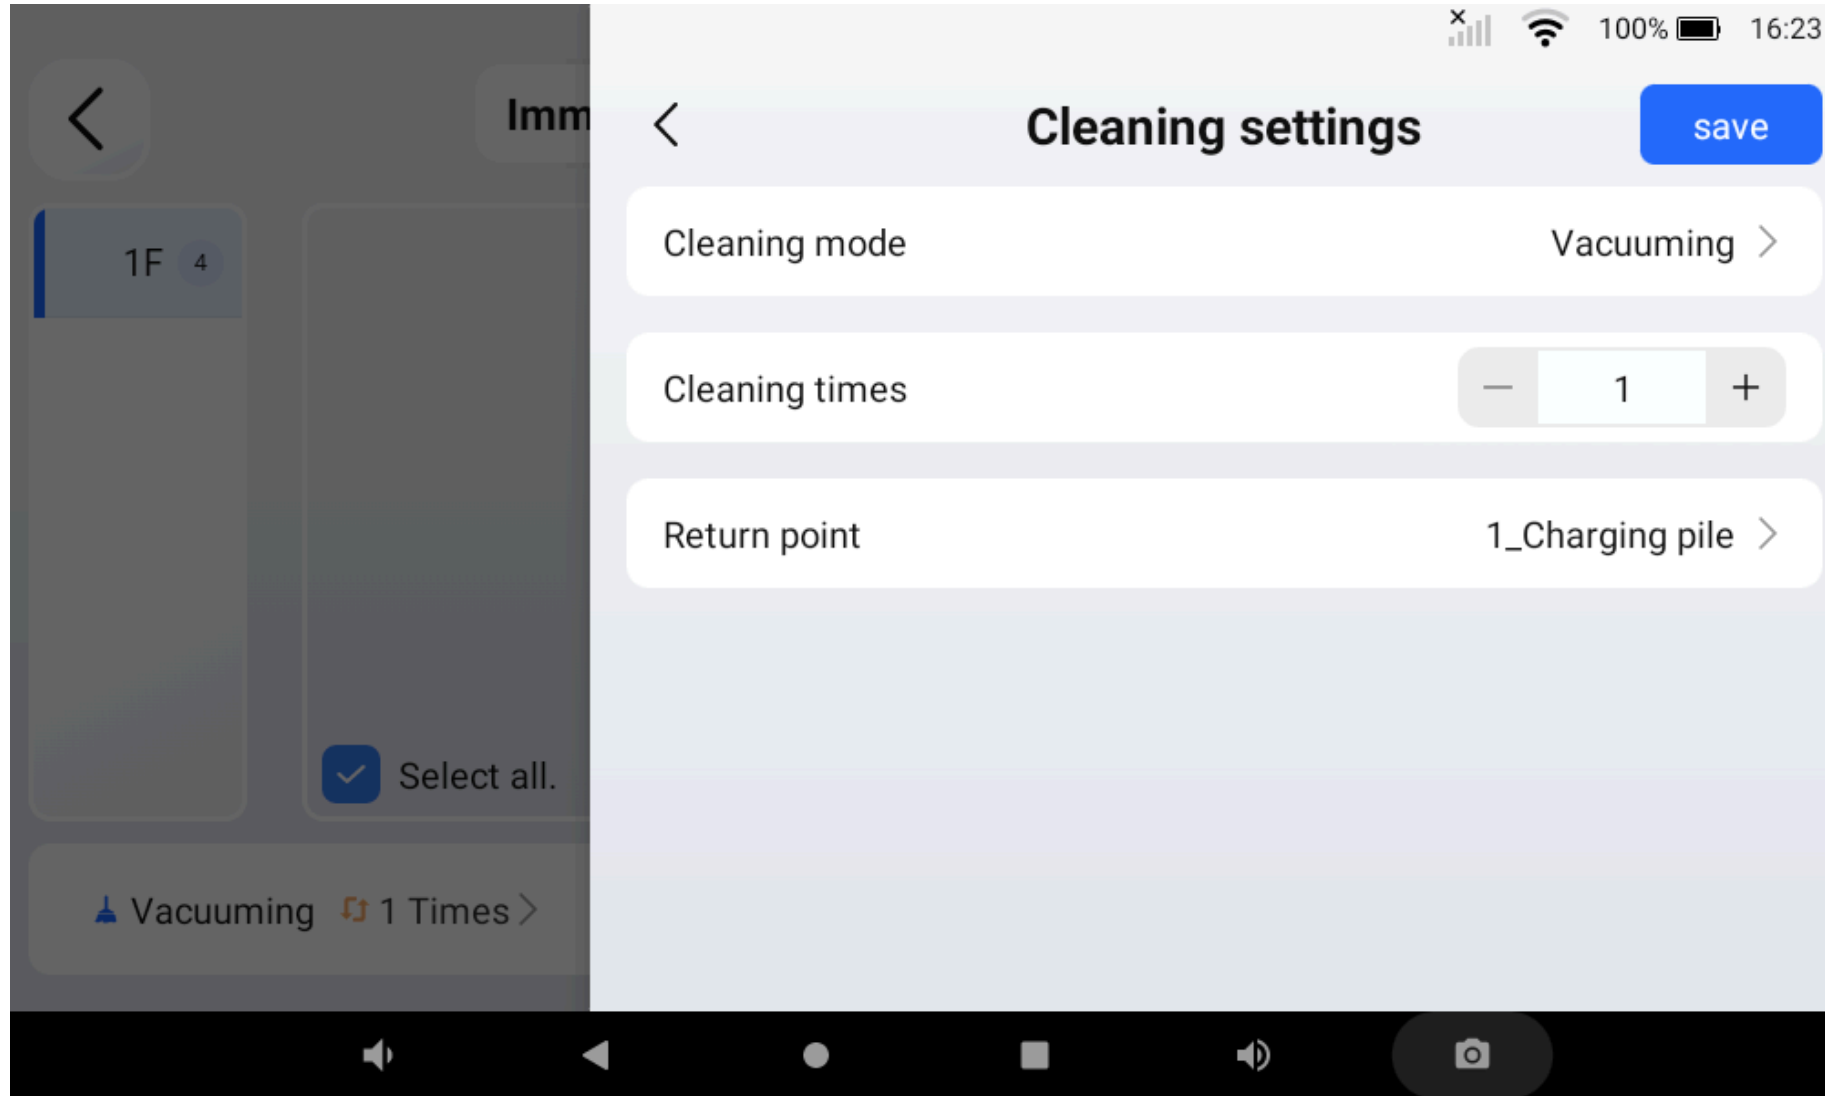 100% 16:23
Imm
Cleaning settings
save
1F 4
Cleaning mode
Vacuuming
Cleaning times
1
Return point
1_Charging pile
Select all.
Vacuuming 1 Times